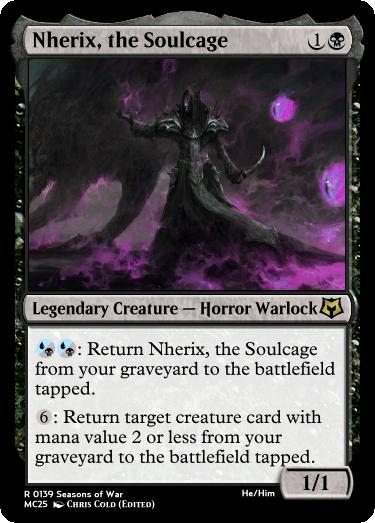 Nherix, the Soulcage 1
Legendary Creature — Horror Warlock
: Return Nherix, the Soulcage
from your graveyard to the battlefield
tapped.
6: Return target creature card with
mana value 2 or less from your
graveyard to the battlefield tapped.
1/1
R 0139 Seasons of War He/Him
MC25 Chris Cold (Edited)